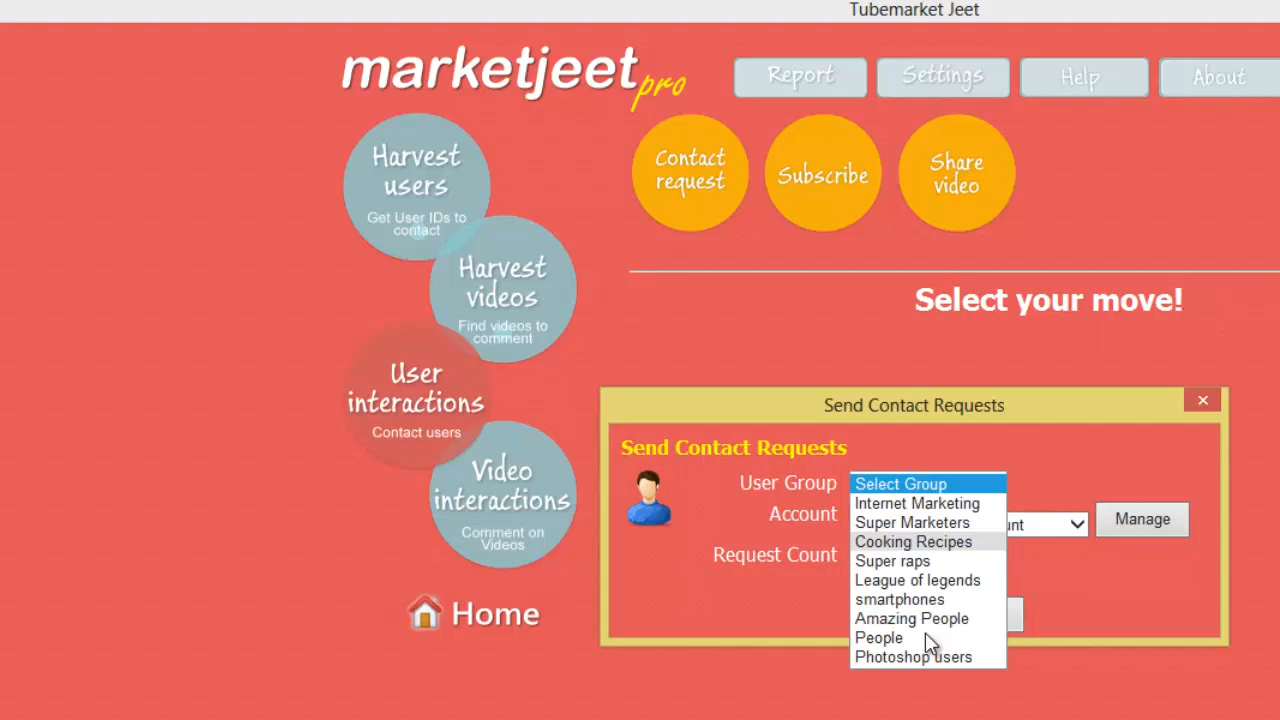 Tubemarket Jeet
marketjeet pro
Report
Settings
Help
About
Harvest
users
Get User IDs to
contact
Harvest
videos
Find videos to
comment
User
interactions
Contact users
Video
interactions
Comment on
Videos
Home
Contact
request
Subscribe
Share
video
Select your move!
Send Contact Requests
Send Contact Requests
User Group
Account
Request Count
Select Group
Internet Marketing
Super Marketers
Cooking Recipes
Super raps
League of legends
smartphones
Amazing People
People
Photoshop users
Manage